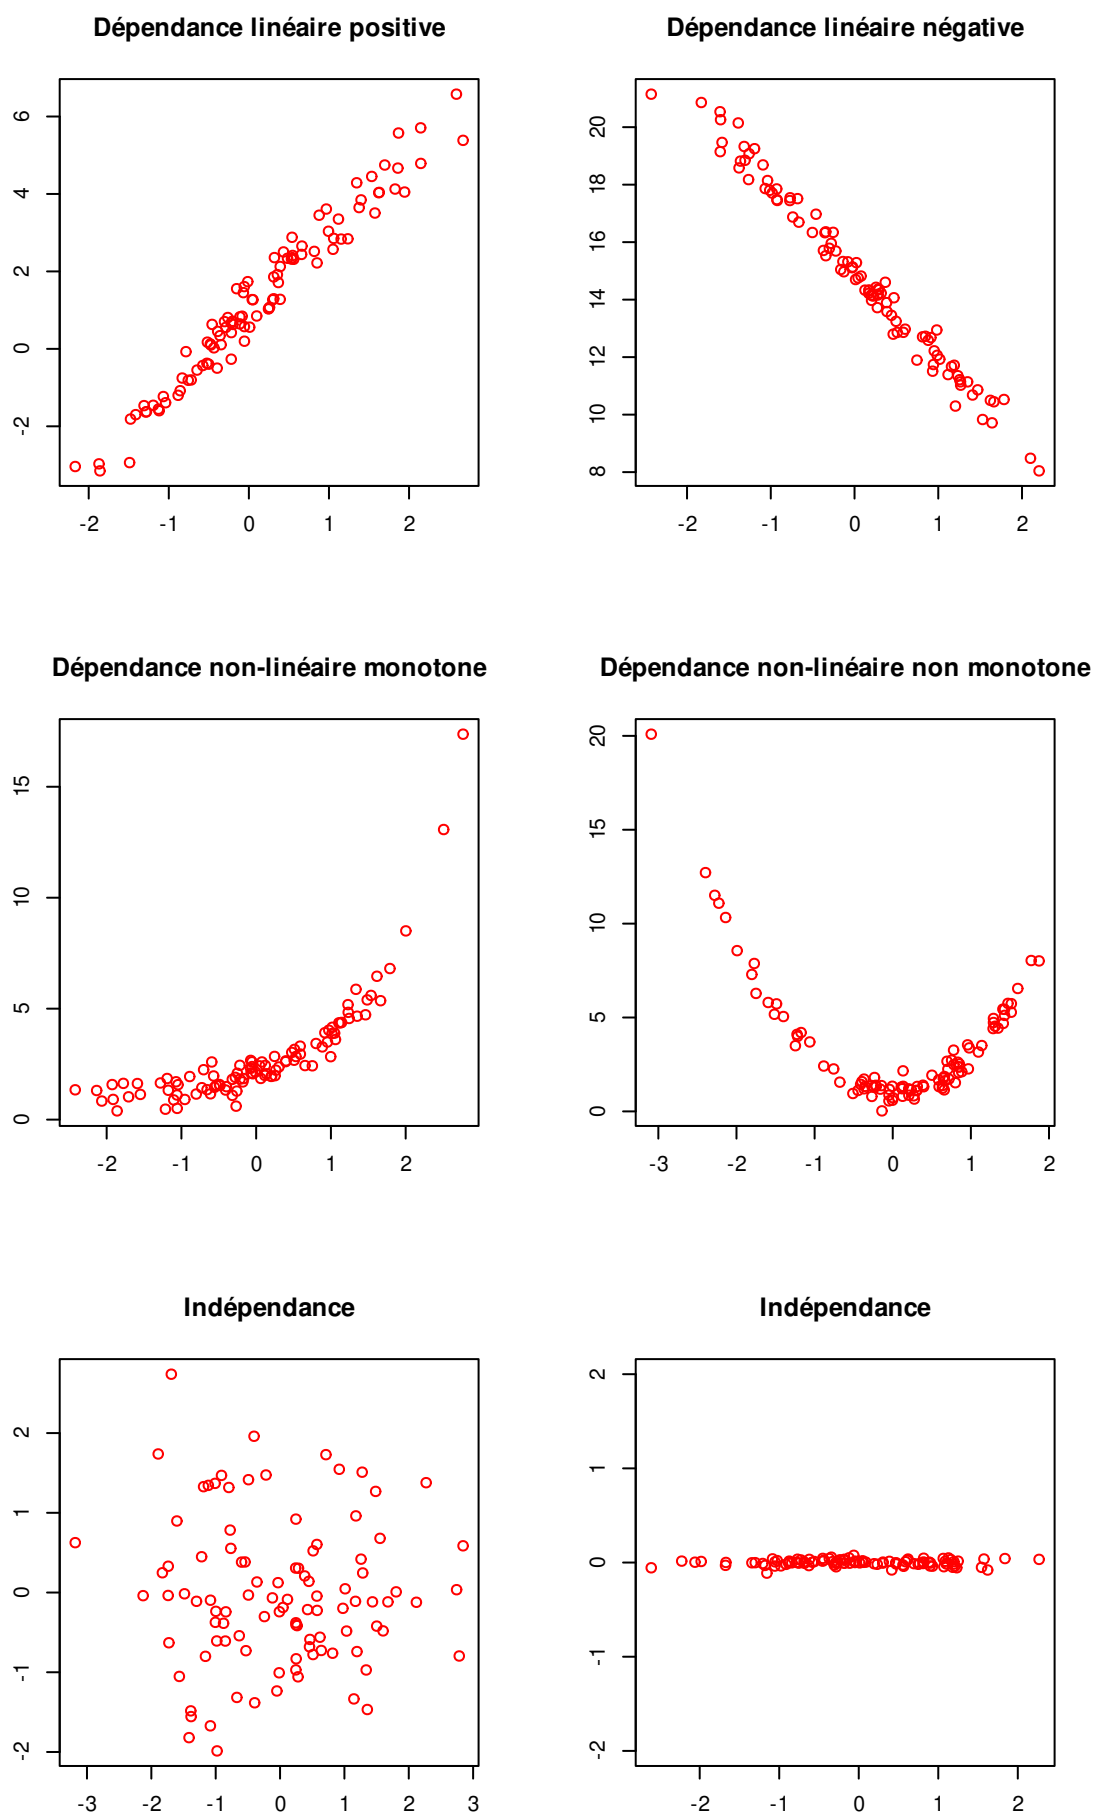 Dépendance linéaire positive
6
4
2
0
-2
-2 -1 0 1 2
Dépendance linéaire négative
20
18
16
14
12
10
8
-2 -1 0 1 2
Dépendance non-linéaire monotone
15
10
5
0
-2 -1 0 1 2
Dépendance non-linéaire non monotone
20
15
10
5
0
-3 -2 -1 0 1 2
Indépendance
2
1
0
-1
-2
-3 -2 -1 0 1 2 3
Indépendance
2
1
0
-1
-2
-2 -1 0 1 2